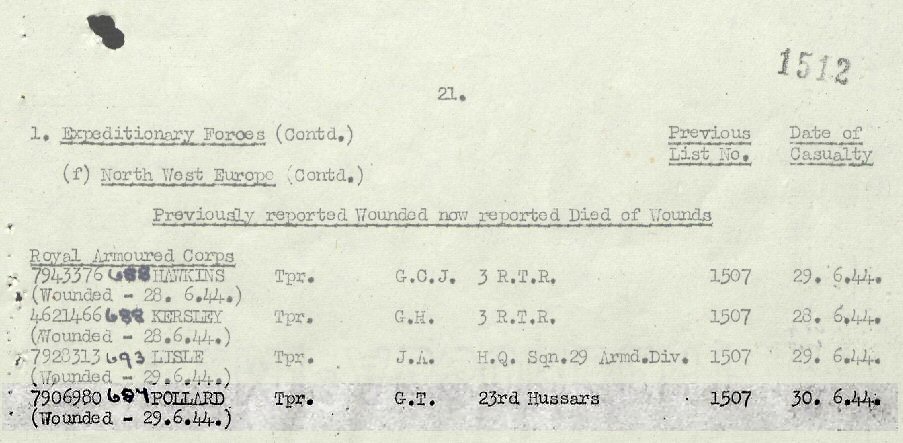 1512
21.
1. Expeditionary Forces (Contd.) Previous List No. Date of Casualty
(f) North West Europe (Contd.)
Previously reported Wounded now reported Died of Wounds
Royal Armoured Corps
7943376 688 HAWKINS Tpr. G.C.J. 3 R.T.R. 1507 29. 6.44.
(Wounded - 28. 6.44.)
4621466 688 KERSLEY Tpr. G.H. 3 R.T.R. 1507 28. 6.44.
(Wounded - 28.6.44.)
7928313 693 LISLE Tpr. J.A. H.Q. Sqn.29 Armd.Div. 1507 29. 6.44.
(Wounded - 29.6.44.)
7906980 684 POLLARD Tpr. G.T. 23rd Hussars 1507 30. 6.44.
(Wounded - 29.6.44.)